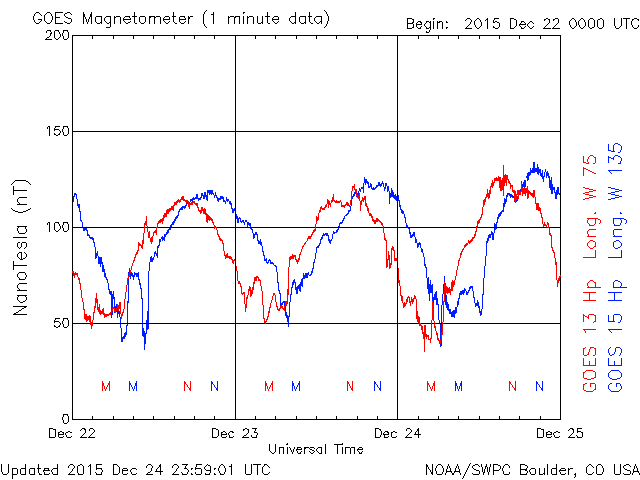 GOES Magnetometer (1 minute data)
Begin: 2015 Dec 22 0000 UTC
200
150
100
50
0
NanoTesla (nT)
M M N N M M N N M M N N
Dec 22 Dec 23 Dec 24 Dec 25
Universal Time
GOES 13 Hp Long. W 75
GOES 15 Hp Long. W 135
Updated 2015 Dec 24 23:59:01 UTC
NOAA/SWPC Boulder, CO USA